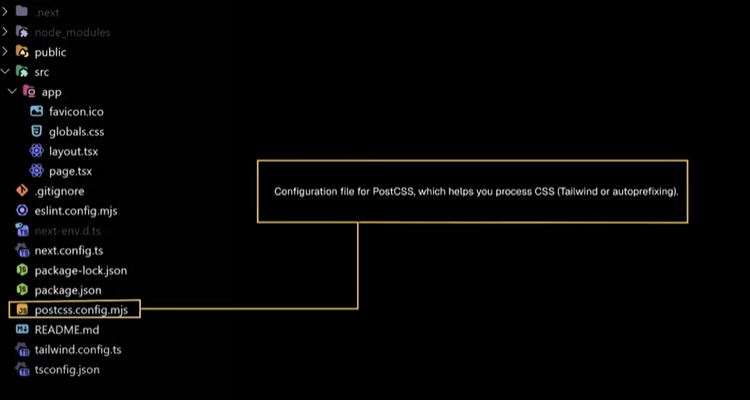 .next
node_modules
public
src
app
favicon.ico
globals.css
layout.tsx
page.tsx
.gitignore
eslint.config.mjs
next-env.d.ts
next.config.ts
package-lock.json
package.json
postcss.config.mjs
README.md
tailwind.config.ts
tsconfig.json
Configuration file for PostCSS, which helps you process CSS (Tailwind or autoprefixing).